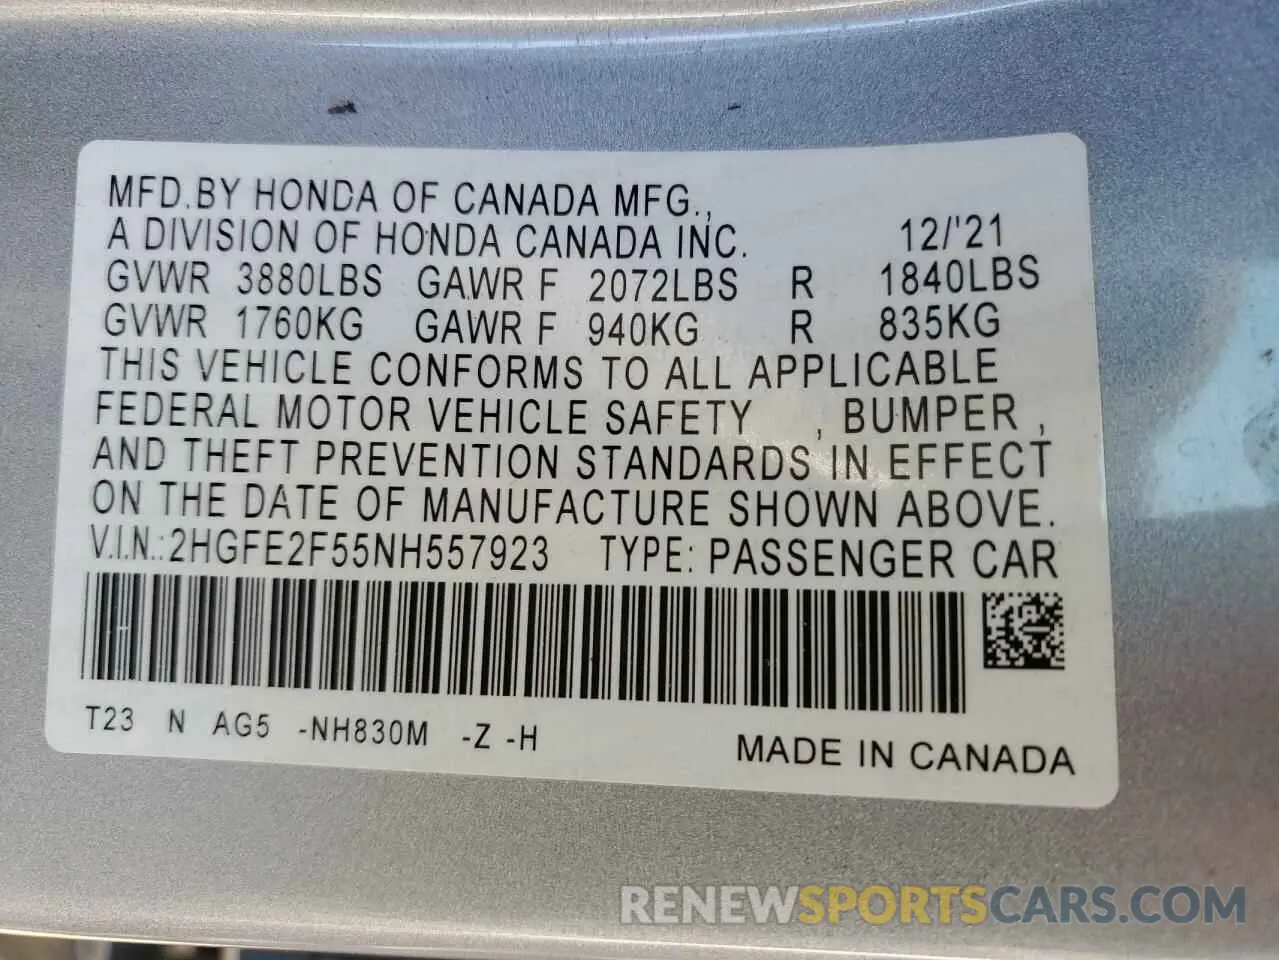 MFD.BY HONDA OF CANADA MFG.,
A DIVISION OF HONDA CANADA INC. 12/'21
GVWR 3880LBS GAWR F 2072LBS R 1840LBS
GVWR 1760KG GAWR F 940KG R 835KG
THIS VEHICLE CONFORMS TO ALL APPLICABLE
FEDERAL MOTOR VEHICLE SAFETY , BUMPER ,
AND THEFT PREVENTION STANDARDS IN EFFECT
ON THE DATE OF MANUFACTURE SHOWN ABOVE.
V.I.N.:2HGFE2F55NH557923 TYPE: PASSENGER CAR
T23 N AG5 -NH830M -Z -H
MADE IN CANADA
RENEWSPORTSCARS.COM